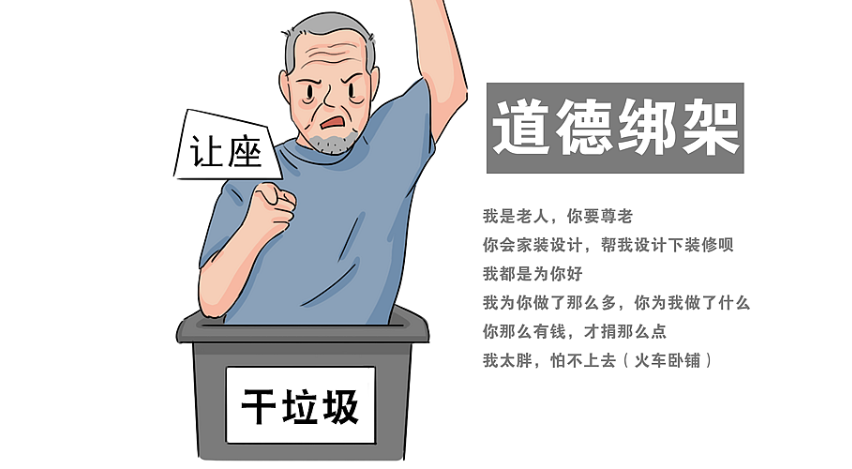 让座
干垃圾
道德绑架
我是老人，你要尊老
你会家装设计，帮我设计下装修呗
我都是为你好
我为你做了那么多，你为我做了什么
你那么有钱，才捐那么点
我太胖，怕不上去（火车卧铺）